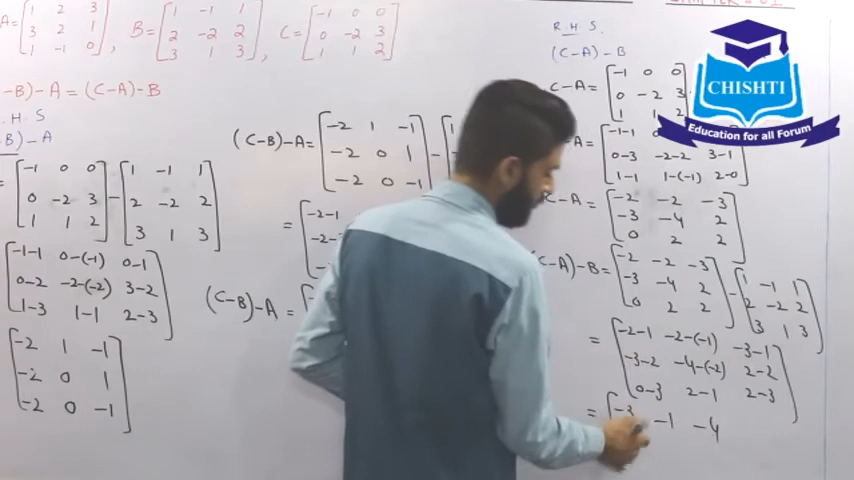 A = [1 2 3; 3 2 1; 1 -1 0], B = [1 -1 1; 2 -2 2; 3 1 3], C = [-1 0 0; 0 -2 3; 1 1 2]
-B)-A = (C-A)-B
.H S
B)-A
= [-1 0 0; 0 -2 3; 1 1 2] - [1 -1 1; 2 -2 2; 3 1 3]
[-1-1 0-(-1) 0-1; 0-2 -2-(-2) 3-2; 1-3 1-1 2-3]
[-2 1 -1; -2 0 1; -2 0 -1]
(C-B)-A = [-2 1 -1; -2 0 1; -2 0 -1] - [1
= [-2-1
-2-
(C-B)-A = [
R.H S.
(C-A)-B
C-A = [-1 0 0; 0 -2 3; 1 1 2]
A = [-1-1 0
0-3 -2-2 3-1
1-1 1-(-1) 2-0]
C-A = [-2 -2 -3; -3 -4 2; 0 2 2]
(C-A)-B = [-2 -2 -3; -3 -4 2; 0 2 2] - [1 -1 1; 2 -2 2; 3 1 3]
= [-2-1 -2-(-1) -3-1; -3-2 -4-(-2) 2-2; 0-3 2-1 2-3]
= [-3 -1 -4
CHISHTI
Education for all Forum